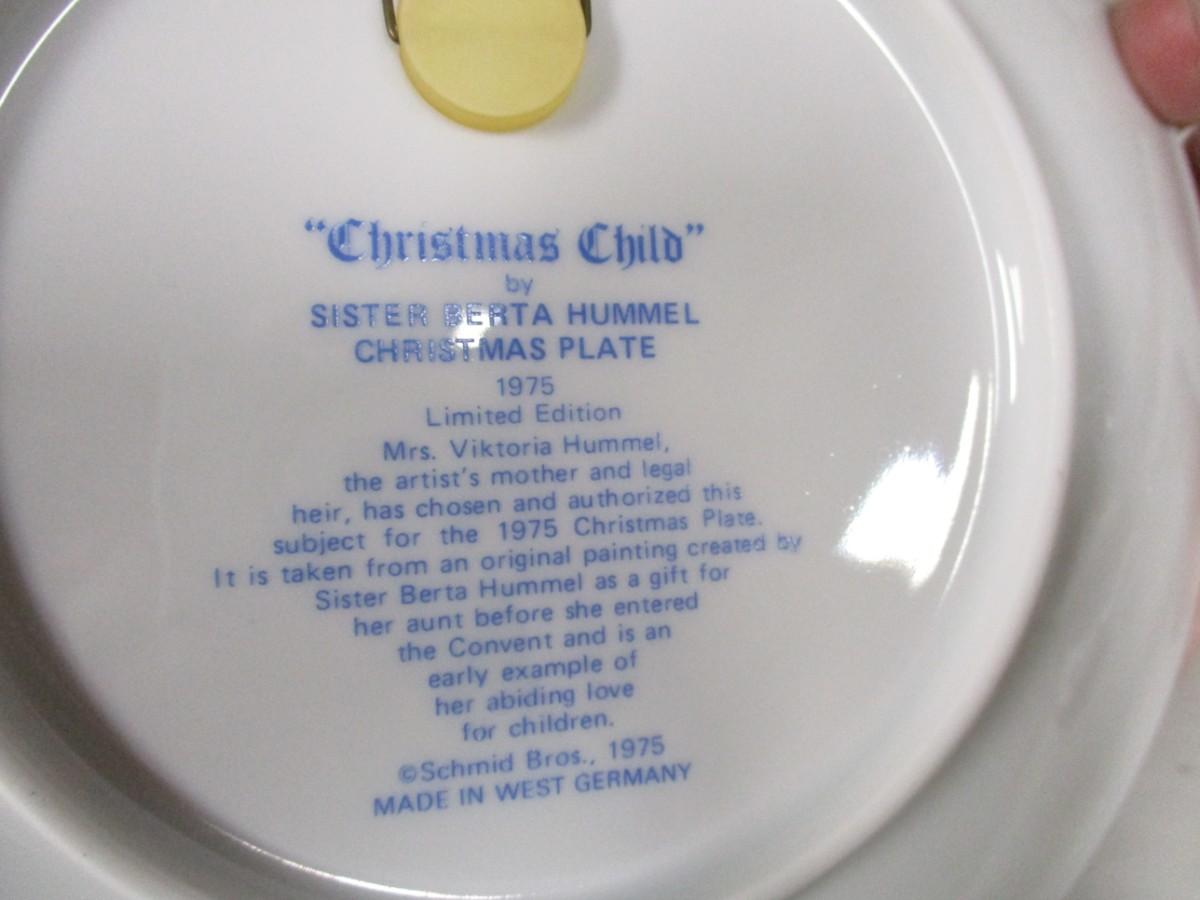 “Christmas Child”
by
SISTER BERTA HUMMEL
CHRISTMAS PLATE
1975
Limited Edition
Mrs. Viktoria Hummel,
the artist's mother and legal
heir, has chosen and authorized this
subject for the 1975 Christmas Plate.
It is taken from an original painting created by
Sister Berta Hummel as a gift for
her aunt before she entered
the Convent and is an
early example of
her abiding love
for children.
©Schmid Bros., 1975
MADE IN WEST GERMANY